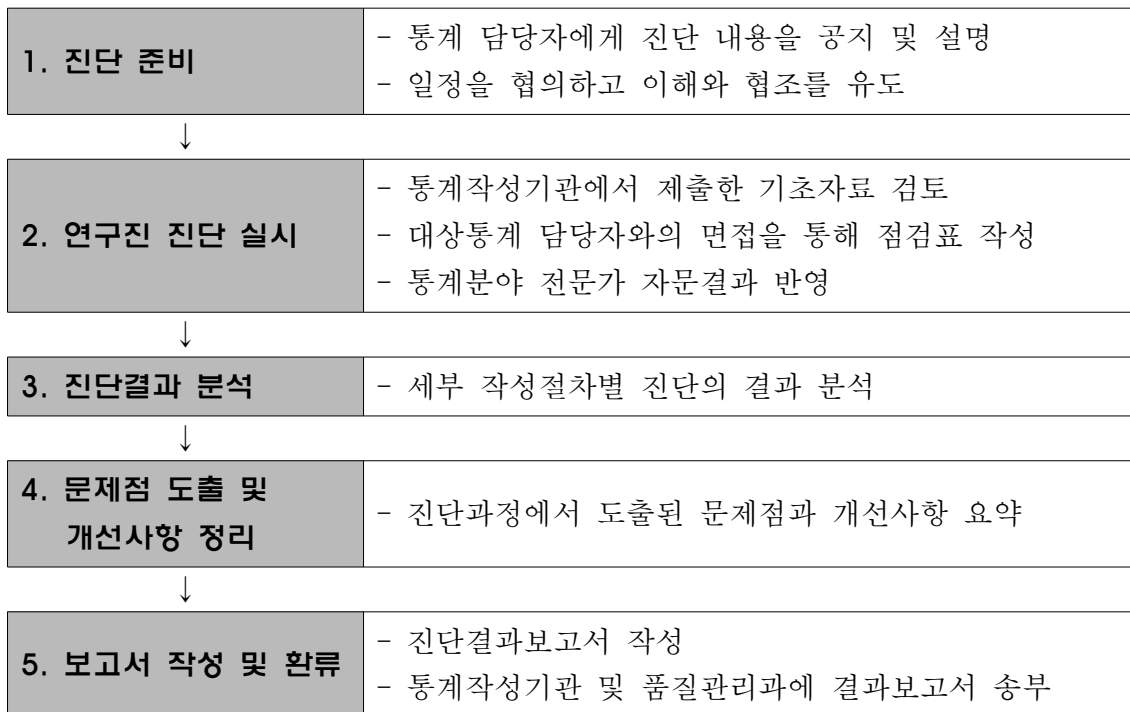 1. 진단 준비
- 통계 담당자에게 진단 내용을 공지 및 설명
- 일정을 협의하고 이해와 협조를 유도
↓
2. 연구진 진단 실시
- 통계작성기관에서 제출한 기초자료 검토
- 대상통계 담당자와의 면접을 통해 점검표 작성
- 통계분야 전문가 자문결과 반영
↓
3. 진단결과 분석
- 세부 작성절차별 진단의 결과 분석
↓
4. 문제점 도출 및
개선사항 정리
- 진단과정에서 도출된 문제점과 개선사항 요약
↓
5. 보고서 작성 및 환류
- 진단결과보고서 작성
- 통계작성기관 및 품질관리과에 결과보고서 송부